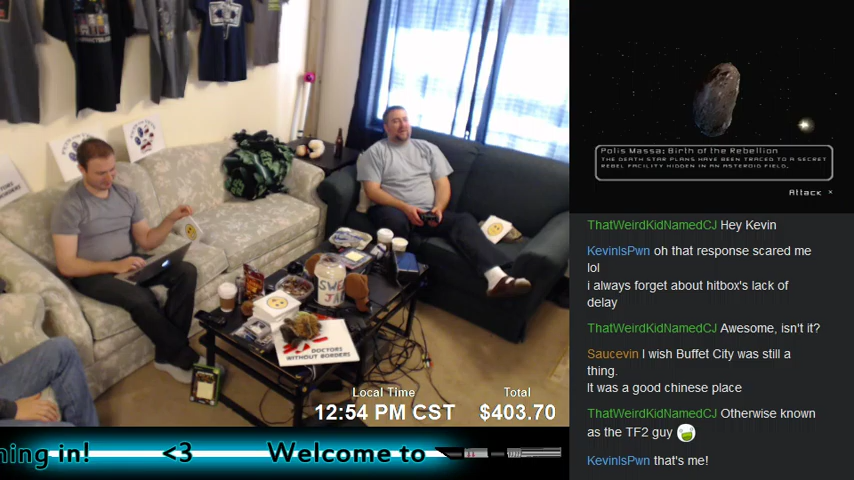 Polis Massa: Birth of the Rebellion
THE DEATH STAR PLANS HAVE BEEN TRACED TO A SECRET
REBEL FACILITY HIDDEN IN AN ASTEROID FIELD.
Attack ×
ThatWeirdKidNamedCJ Hey Kevin
KevinIsPwn oh that response scared me
lol
i always forget about hitbox's lack of
delay
ThatWeirdKidNamedCJ Awesome, isn't it?
Saucevin I wish Buffet City was still a
thing.
It was a good chinese place
ThatWeirdKidNamedCJ Otherwise known
as the TF2 guy
KevinIsPwn that's me!
SWEAR
JAR
DOCTORS
WITHOUT BORDERS
Local Time
Total
12:54 PM CST
$403.70
ning in!
<3
Welcome to